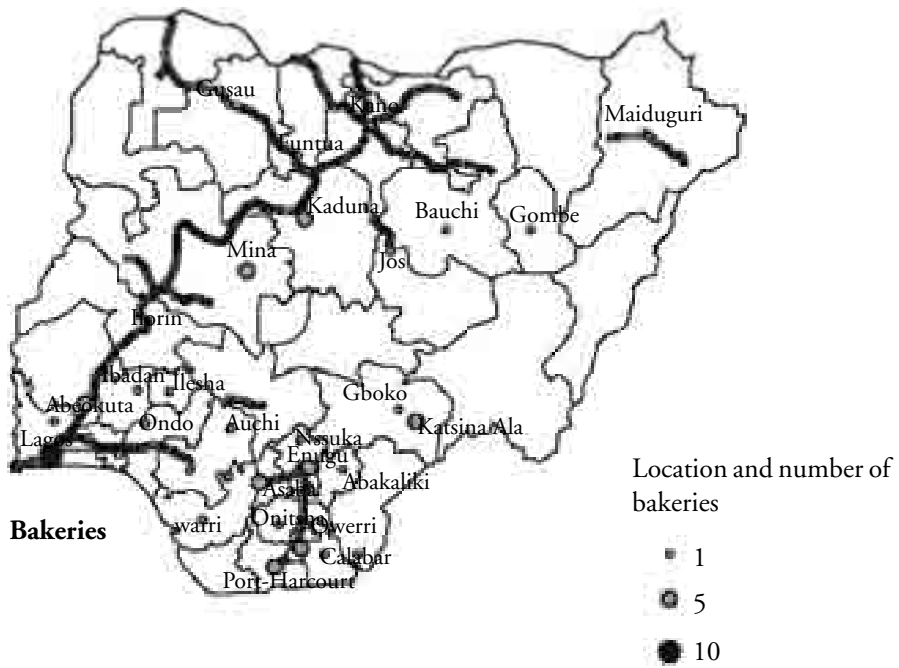 Gusau
Kano
Maiduguri
Funtua
Kaduna
Bauchi
Gombe
Mina
Jos
Ilorin
Ibadan
Ilesha
Gboko
Abeokuta
Ondo
Auchi
Katsina Ala
Lagos
Nssuka
Enugu
Asaba
Abakaliki
Bakeries
warri
Onitsha
Owerri
Calabar
Port-Harcourt
Location and number of
bakeries
1
5
10